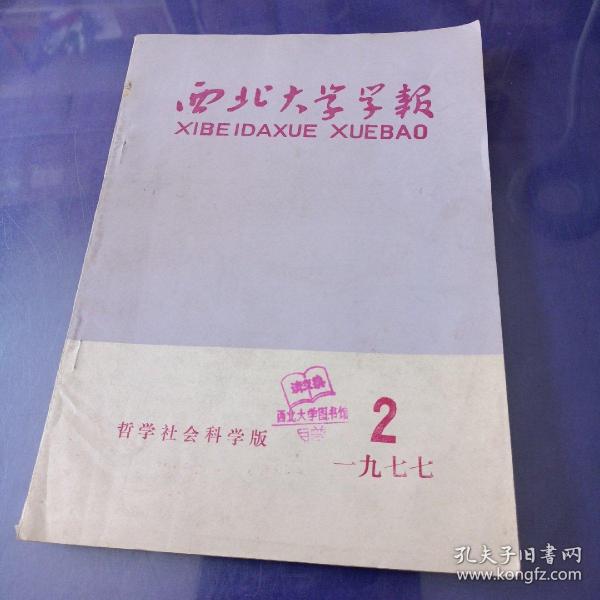 西北大学学報
XIBEIDAXUE XUEBAO
西北大学图书馆
哲学社会科学版
2
一九七七
孔夫子旧书网
www.kongfz.com